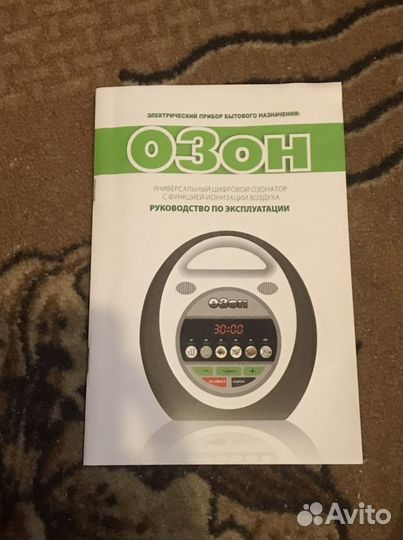 ЭЛЕКТРИЧЕСКИЙ ПРИБОР БЫТОВОГО НАЗНАЧЕНИЯ:
ОЗОН
УНИВЕРСАЛЬНЫЙ ЦИФРОВОЙ ОЗОНАТОР
С ФУНКЦИЕЙ ИОНИЗАЦИИ ВОЗДУХА
РУКОВОДСТВО ПО ЭКСПЛУАТАЦИИ
ОЗОН
30:00
− +
Avito